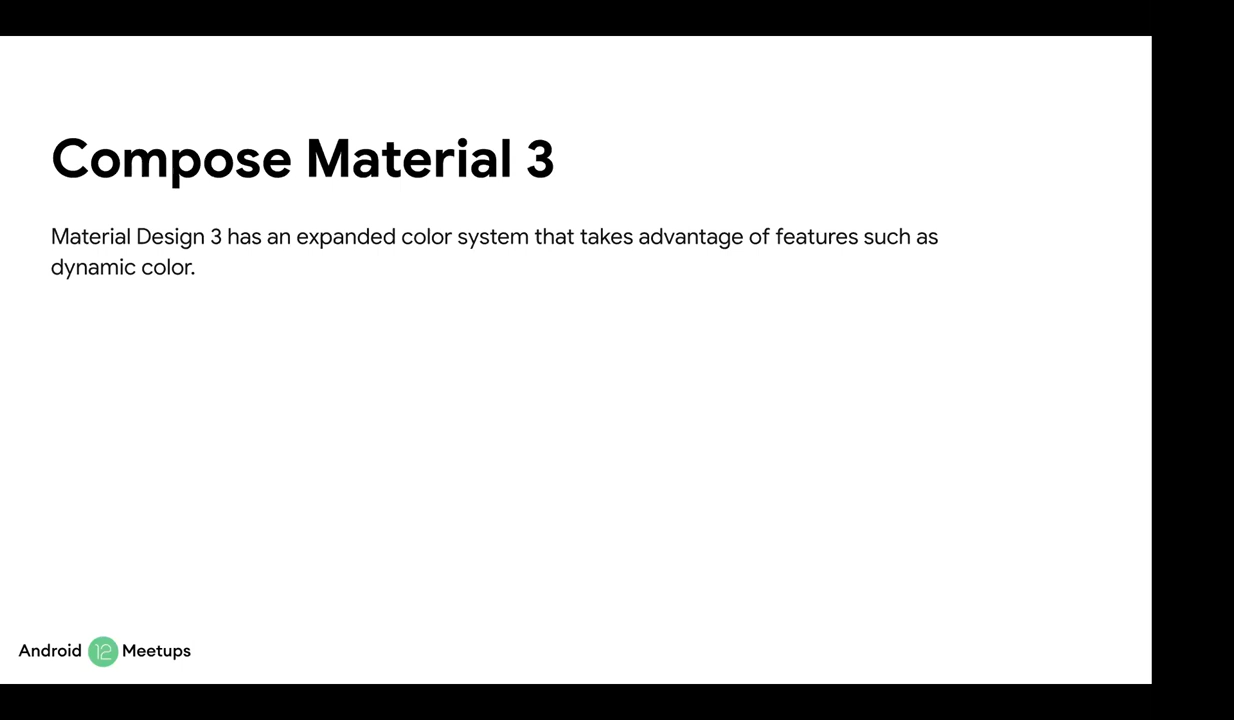 Compose Material 3
Material Design 3 has an expanded color system that takes advantage of features such as
dynamic color.
Android 12 Meetups